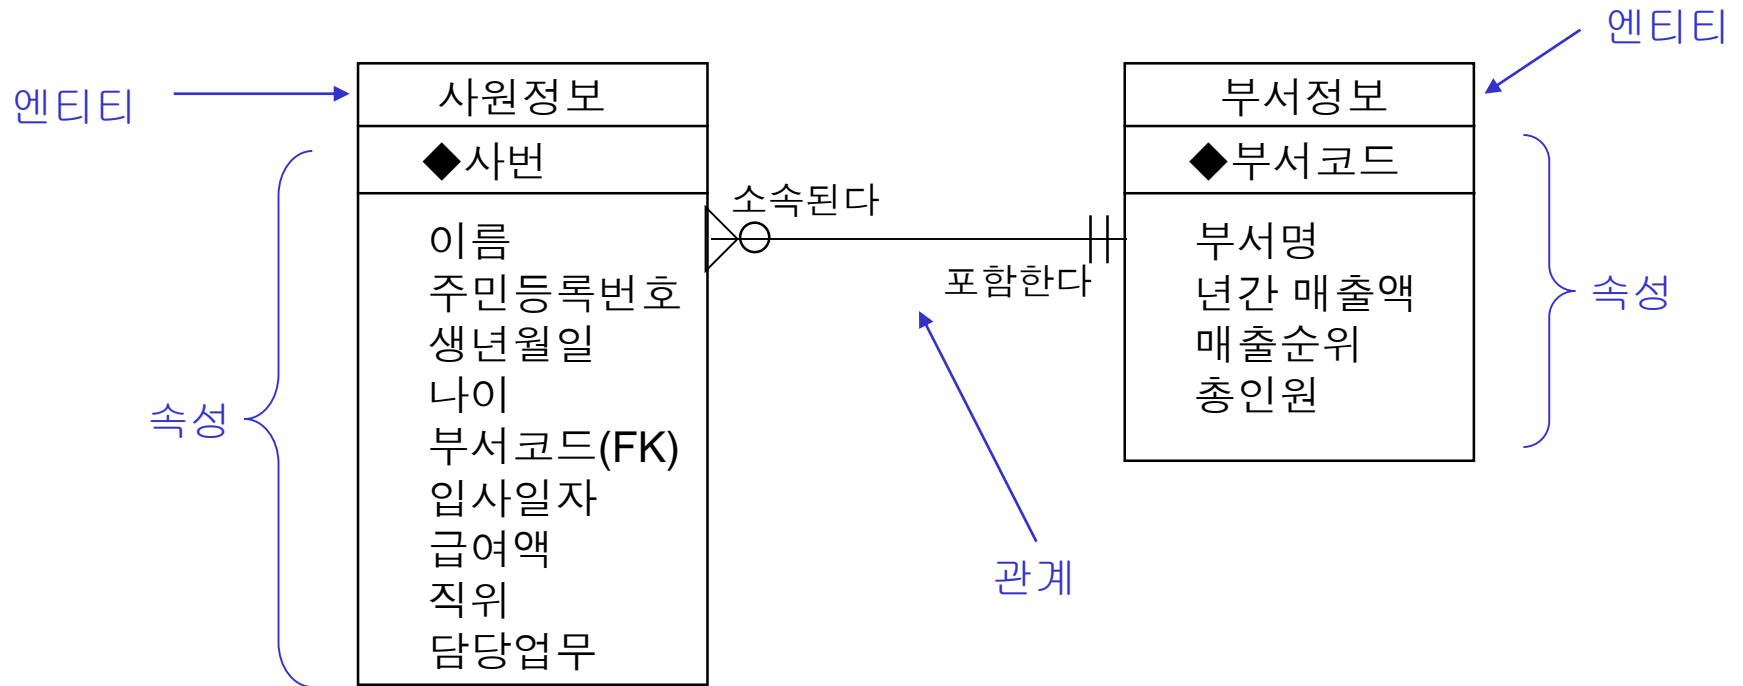 엔티티
엔티티
사원정보
◆사번
이름
주민등록번호
생년월일
나이
부서코드(FK)
입사일자
급여액
직위
담당업무
속성
소속된다
포함한다
관계
부서정보
◆부서코드
부서명
년간 매출액
매출순위
총인원
속성